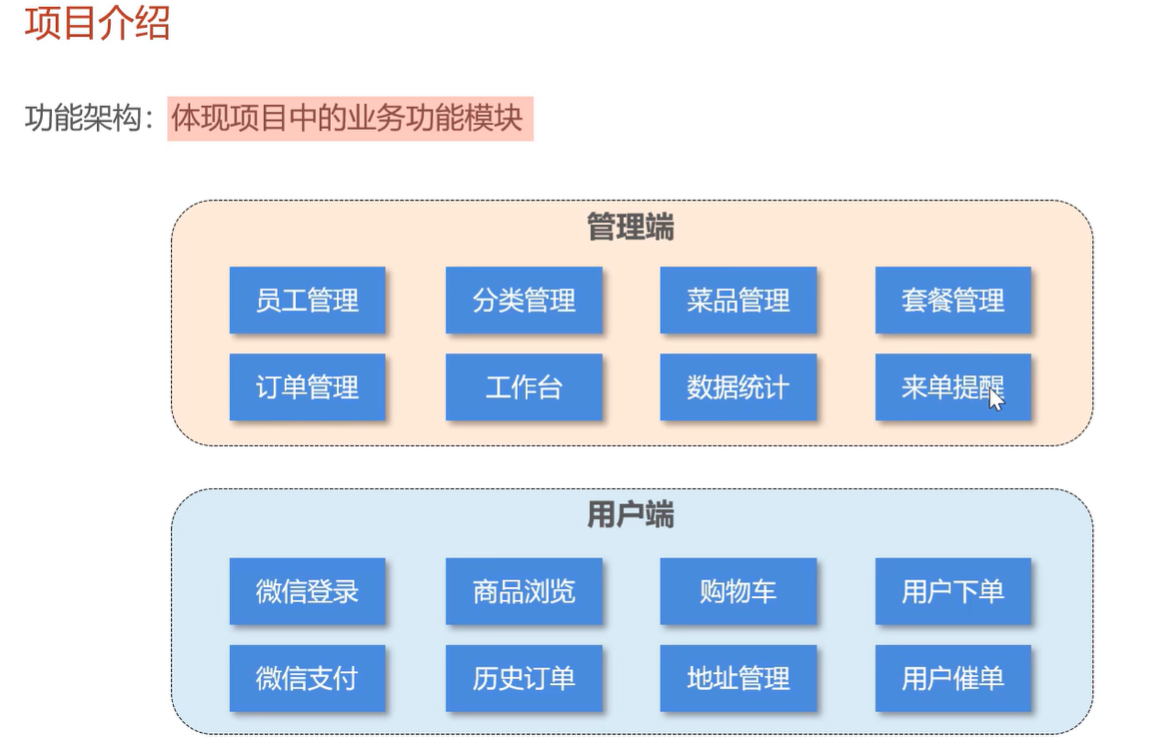 项目介绍
功能架构：体现项目中的业务功能模块
管理端
员工管理 分类管理 菜品管理 套餐管理
订单管理 工作台 数据统计 来单提醒
用户端
微信登录 商品浏览 购物车 用户下单
微信支付 历史订单 地址管理 用户催单